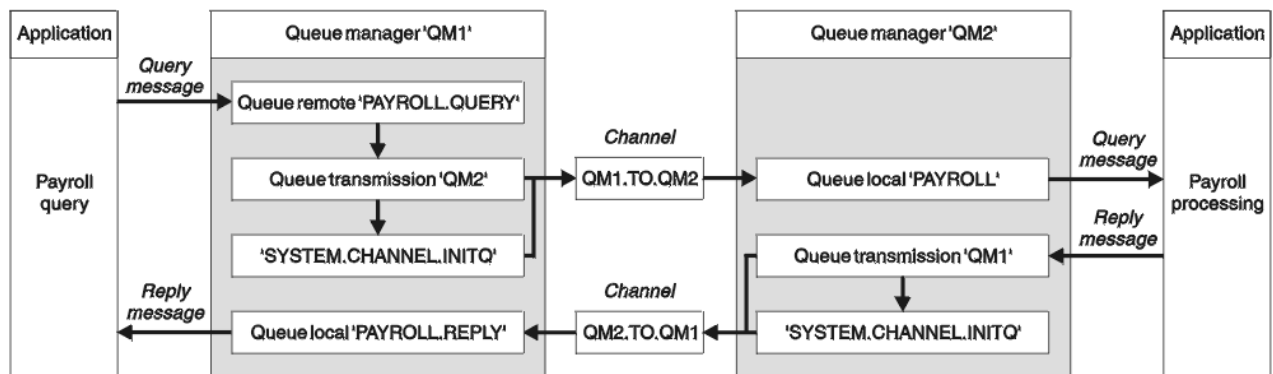 Application
Queue manager 'QM1'
Queue manager 'QM2'
Application
Query
message
Queue remote 'PAYROLL.QUERY'
Payroll
query
Queue transmission 'QM2'
Channel
QM1.TO.QM2
Queue local 'PAYROLL'
Query
message
Payroll
processing
'SYSTEM.CHANNEL.INITQ'
Queue transmission 'QM1'
Reply
message
Reply
message
Queue local 'PAYROLL.REPLY'
Channel
QM2.TO.QM1
'SYSTEM.CHANNEL.INITQ'